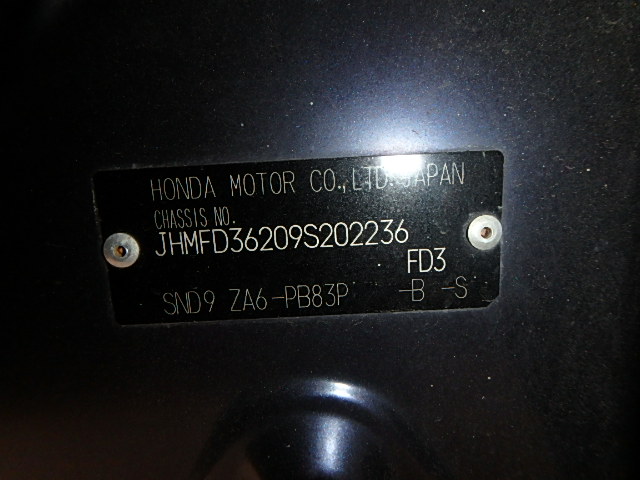 HONDA MOTOR CO.,LTD. JAPAN
CHASSIS NO.
JHMFD36209S202236
FD3
SND9 ZA6-PB83P -B -S